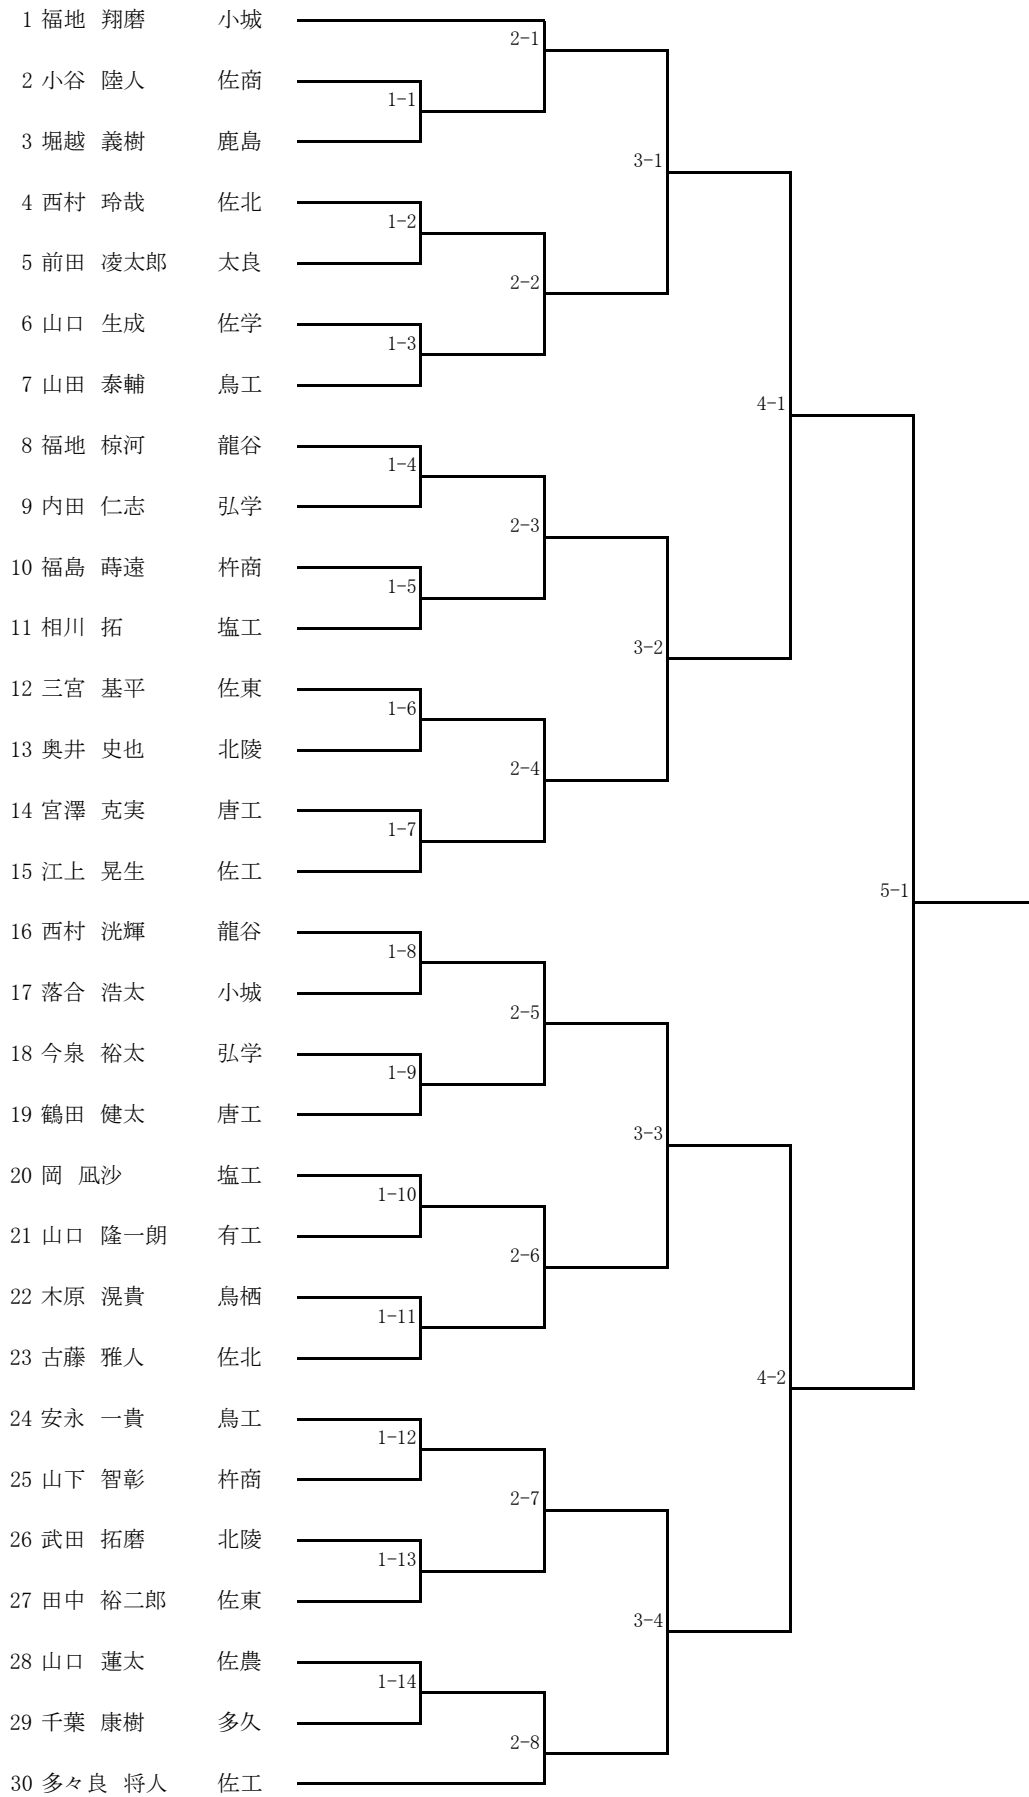 1 福地 翔磨 小城
2-1
2 小谷 陸人 佐商
1-1
3 堀越 義樹 鹿島
3-1
4 西村 玲哉 佐北
1-2
5 前田 凌太郎 太良
2-2
6 山口 生成 佐学
1-3
7 山田 泰輔 鳥工
4-1
8 福地 椋河 龍谷
1-4
9 内田 仁志 弘学
2-3
10 福島 蒔遠 杵商
1-5
11 相川 拓 塩工
3-2
12 三宮 基平 佐東
1-6
13 奥井 史也 北陵
2-4
14 宮澤 克実 唐工
1-7
15 江上 晃生 佐工
5-1
16 西村 洸輝 龍谷
1-8
17 落合 浩太 小城
2-5
18 今泉 裕太 弘学
1-9
19 鶴田 健太 唐工
3-3
20 岡 凪沙 塩工
1-10
21 山口 隆一朗 有工
2-6
22 木原 滉貴 鳥栖
1-11
23 古藤 雅人 佐北
4-2
24 安永 一貴 鳥工
1-12
25 山下 智彰 杵商
2-7
26 武田 拓磨 北陵
1-13
27 田中 裕二郎 佐東
3-4
28 山口 蓮太 佐農
1-14
29 千葉 康樹 多久
2-8
30 多々良 将人 佐工